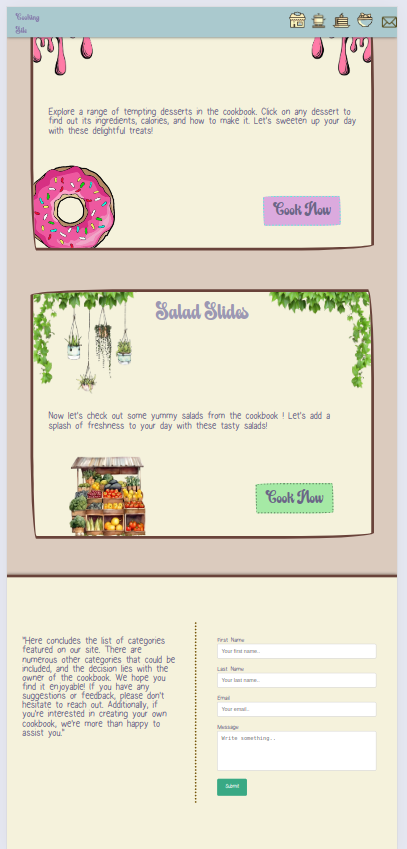 Cooking
Site
Explore a range of tempting desserts in the cookbook. Click on any dessert to
find out its ingredients, calories, and how to make it. Let's sweeten up your day
with these delightful treats!
Cook Now
Salad Slides
Now let's check out some yummy salads from the cookbook ! Let's add a
splash of freshness to your day with these tasty salads!
Cook Now
"Here concludes the list of categories
featured on our site. There are
numerous other categories that could be
included, and the decision lies with the
owner of the cookbook. We hope you
find it enjoyable! If you have any
suggestions or feedback, please don't
hesitate to reach out. Additionally, if
you're interested in creating your own
cookbook, we're more than happy to
assist you."
First Name
Your first name..
Last Name
Your last name..
Email
Your email..
Message
Write something..
Submit